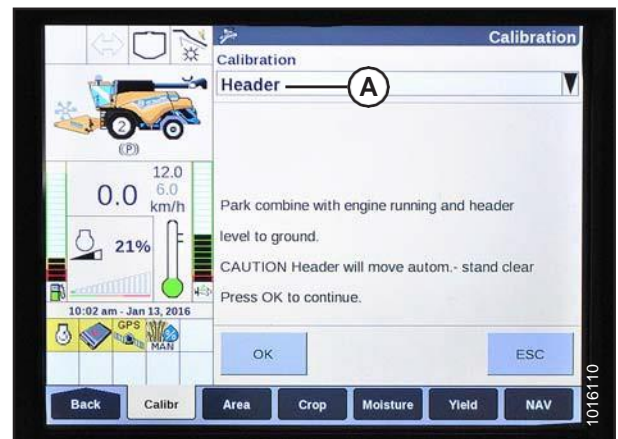 Calibration
Calibration
Header
A
2
(P)
12.0
0.0
6.0
km/h
21%
Park combine with engine running and header
level to ground.
CAUTION Header will move autom.- stand clear
Press OK to continue.
10:02 am - Jan 13, 2016
GPS
MAN
OK
ESC
Back
Calibr
Area
Crop
Moisture
Yield
NAV
1016110